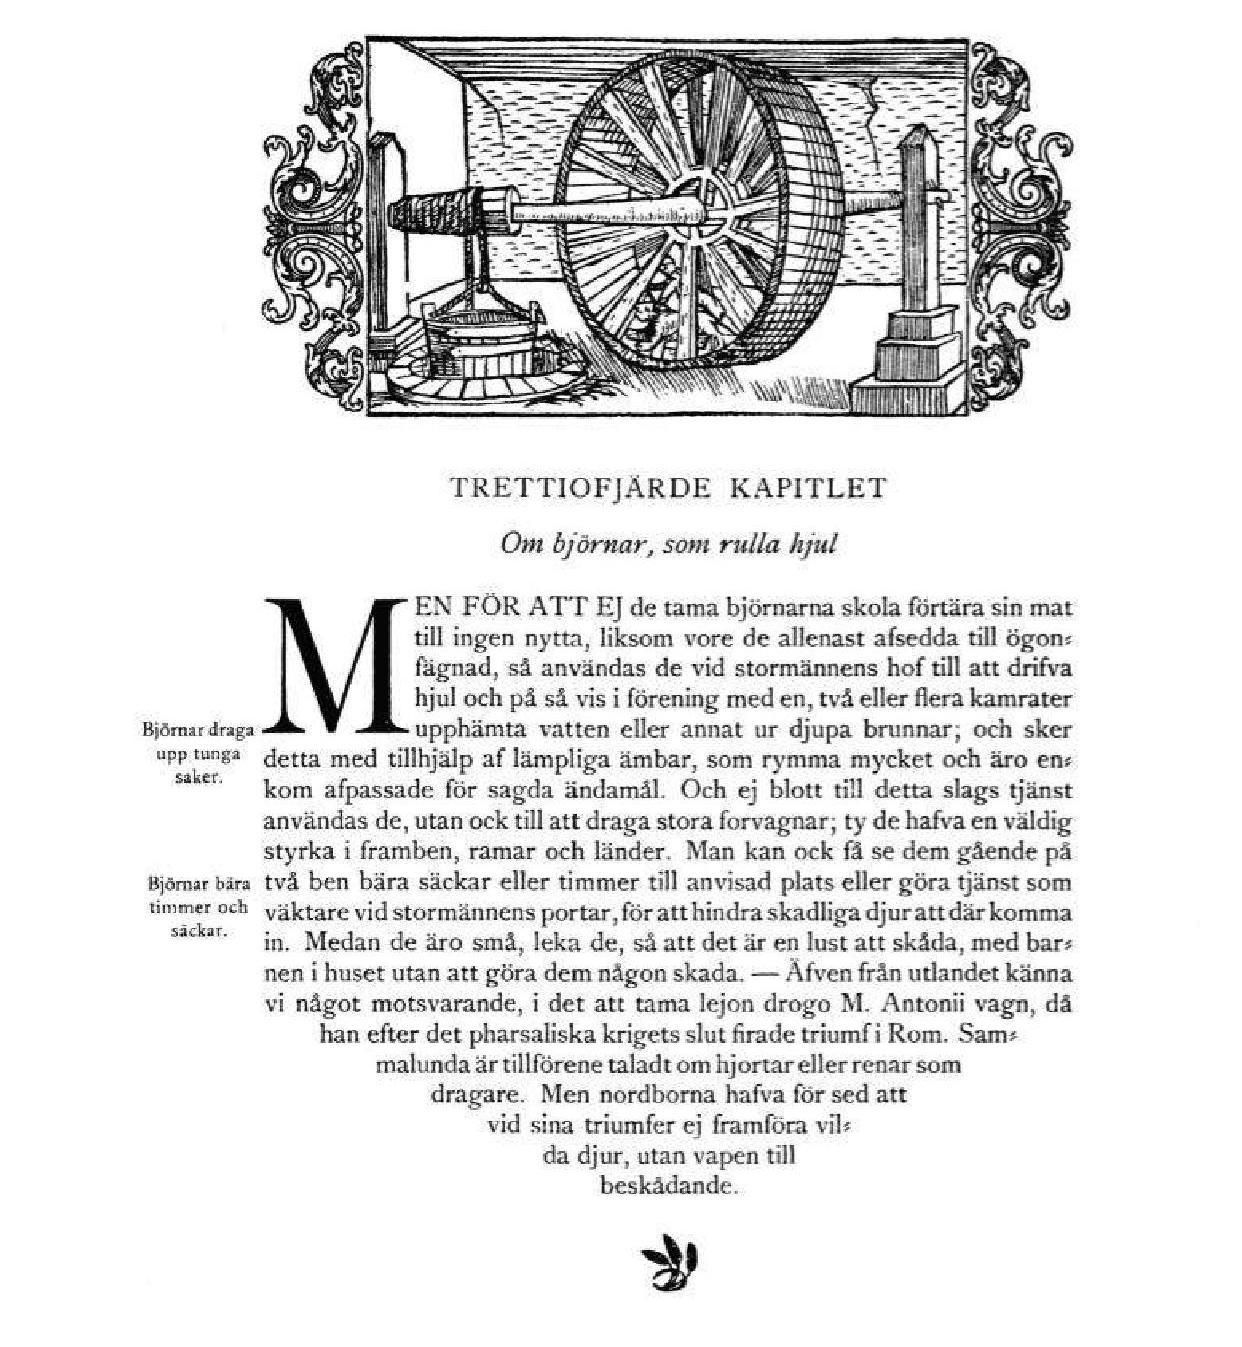 TRETTIOFJÄRDE KAPITLET
Om björnar, som rulla hjul
MEN FÖR ATT EJ de tama björnarna skola förtära sin mat
till ingen nytta, liksom vore de allenast afsedda till ögon⸗
fägnad, så användas de vid stormännens hof till att drifva
hjul och på så vis i förening med en, två eller flera kamrater
upphämta vatten eller annat ur djupa brunnar; och sker
detta med tillhjälp af lämpliga ämbar, som rymma mycket och äro en⸗
kom afpassade för sagda ändamål. Och ej blott till detta slags tjänst
användas de, utan ock till att draga stora forvagnar; ty de hafva en väldig
styrka i framben, ramar och länder. Man kan ock få se dem gående på
två ben bära säckar eller timmer till anvisad plats eller göra tjänst som
väktare vid stormännens portar, för att hindra skadliga djur att där komma
in. Medan de äro små, leka de, så att det är en lust att skåda, med bar⸗
nen i huset utan att göra dem någon skada. — Äfven från utlandet känna
vi något motsvarande, i det att tama lejon drogo M. Antonii vagn, då
han efter det pharsaliska krigets slut firade triumf i Rom. Sam⸗
malunda är tillförene taladt om hjortar eller renar som
dragare. Men nordborna hafva för sed att
vid sina triumfer ej framföra vil⸗
da djur, utan vapen till
beskådande.
Björnar draga
upp tunga
saker.
Björnar bära
timmer och
säckar.